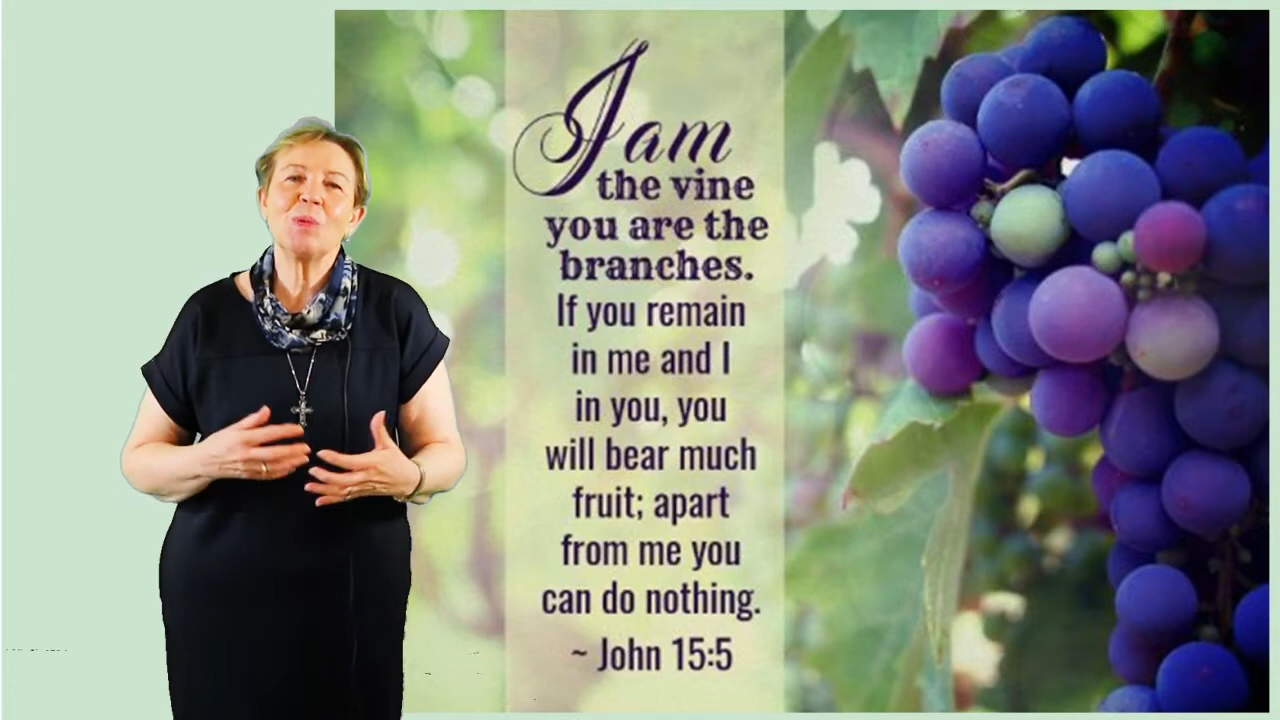 I am
the vine
you are the
branches.
If you remain
in me and I
in you, you
will bear much
fruit; apart
from me you
can do nothing.
~ John 15:5